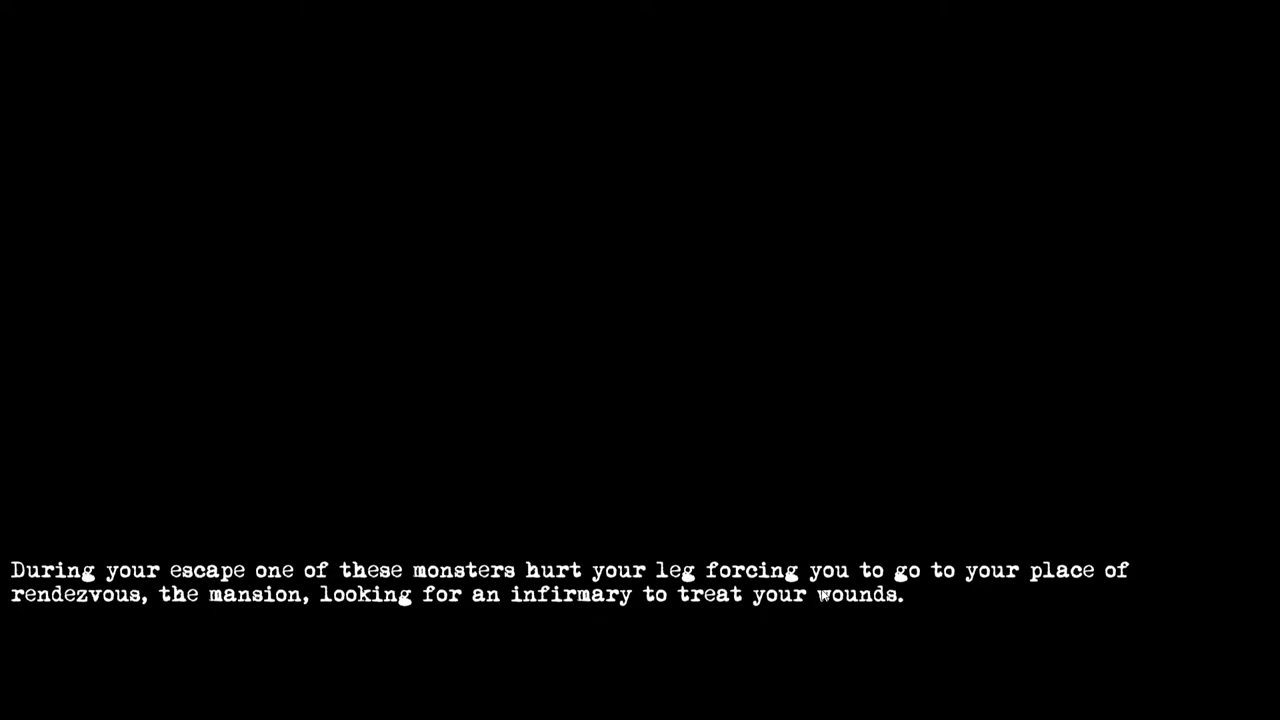 During your escape one of these monsters hurt your leg forcing you to go to your place of
rendezvous, the mansion, looking for an infirmary to treat your wounds.